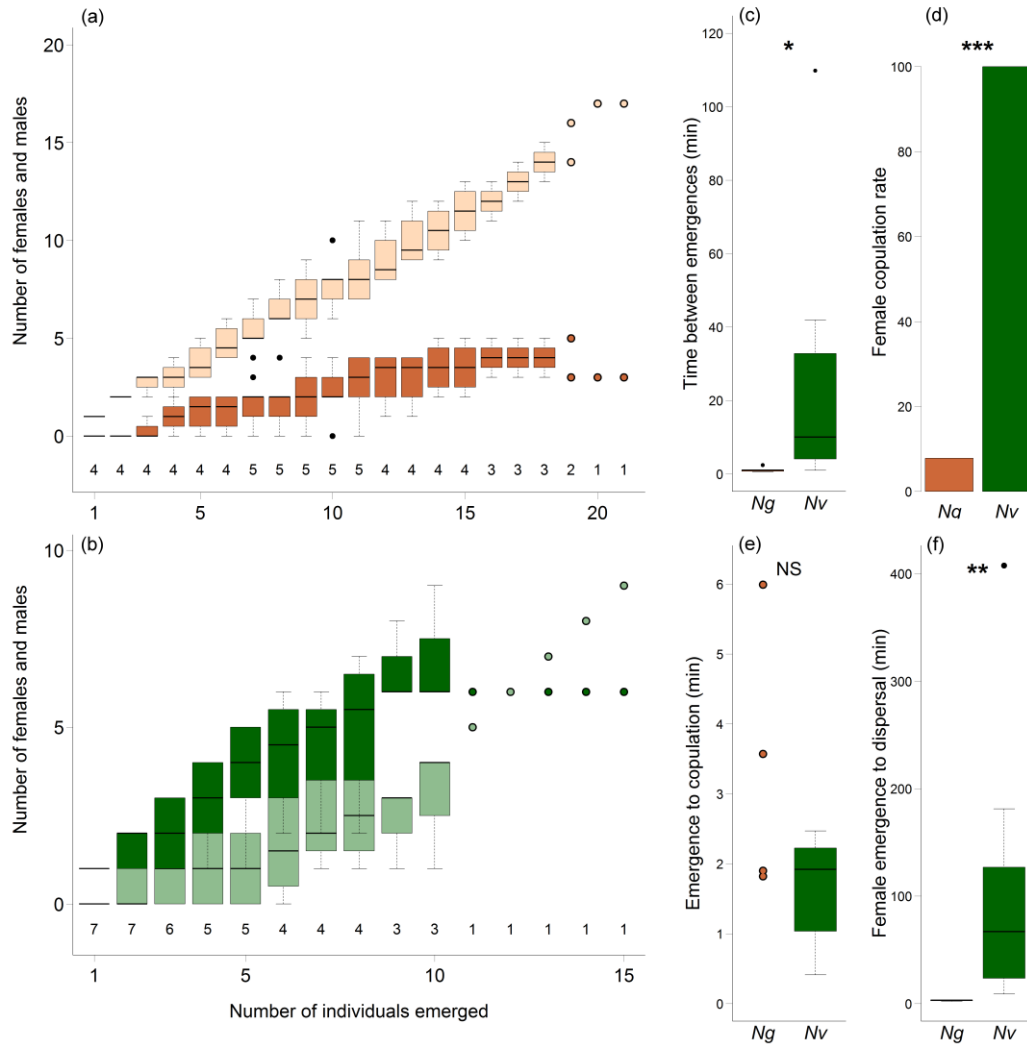 (a)
Number of females and males
20
15
10
5
0
4 4 4 4 4 4 5 5 5 5 5 4 4 4 4 3 3 3 2 1 1
1 5 10 15 20
(c)
*
Time between emergences (min)
120
100
80
60
40
20
0
Ng Nv
(d)
***
Female copulation rate
100
80
60
40
20
0
Ng Nv
(b)
Number of females and males
10
5
0
7 7 6 5 5 4 4 4 3 3 1 1 1 1 1
1 5 10 15
Number of individuals emerged
(e)
NS
Emergence to copulation (min)
6
5
4
3
2
1
0
Ng Nv
(f)
**
Female emergence to dispersal (min)
400
300
200
100
0
Ng Nv